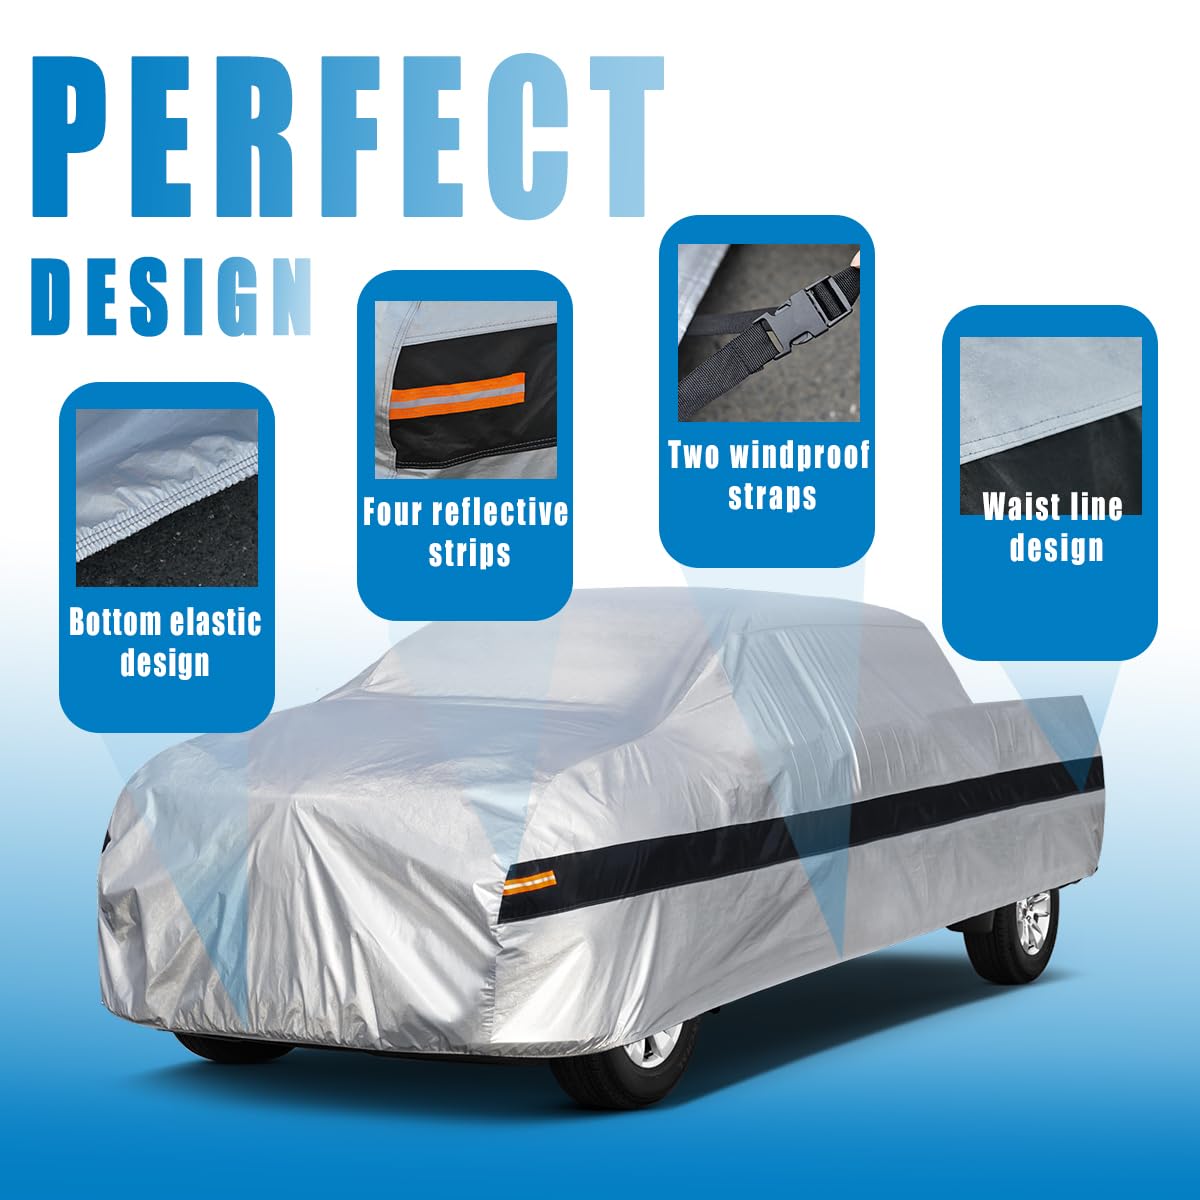 PERFECT
DESIGN
Bottom elastic
design
Four reflective
strips
Two windproof
straps
Waist line
design